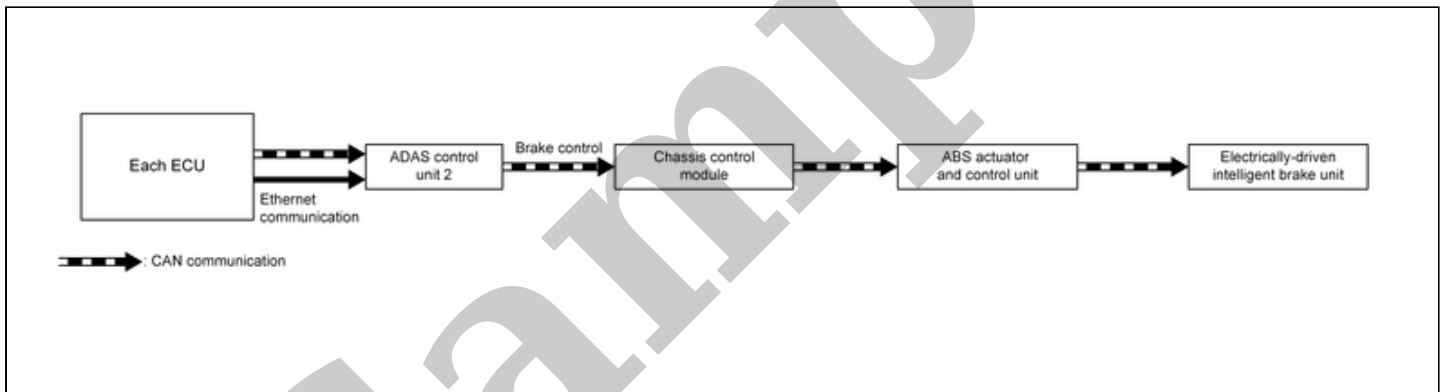 Each ECU
ADAS control
unit 2
Brake control
Chassis control
module
ABS actuator
and control unit
Electrically-driven
intelligent brake unit
Ethernet
communication
: CAN communication